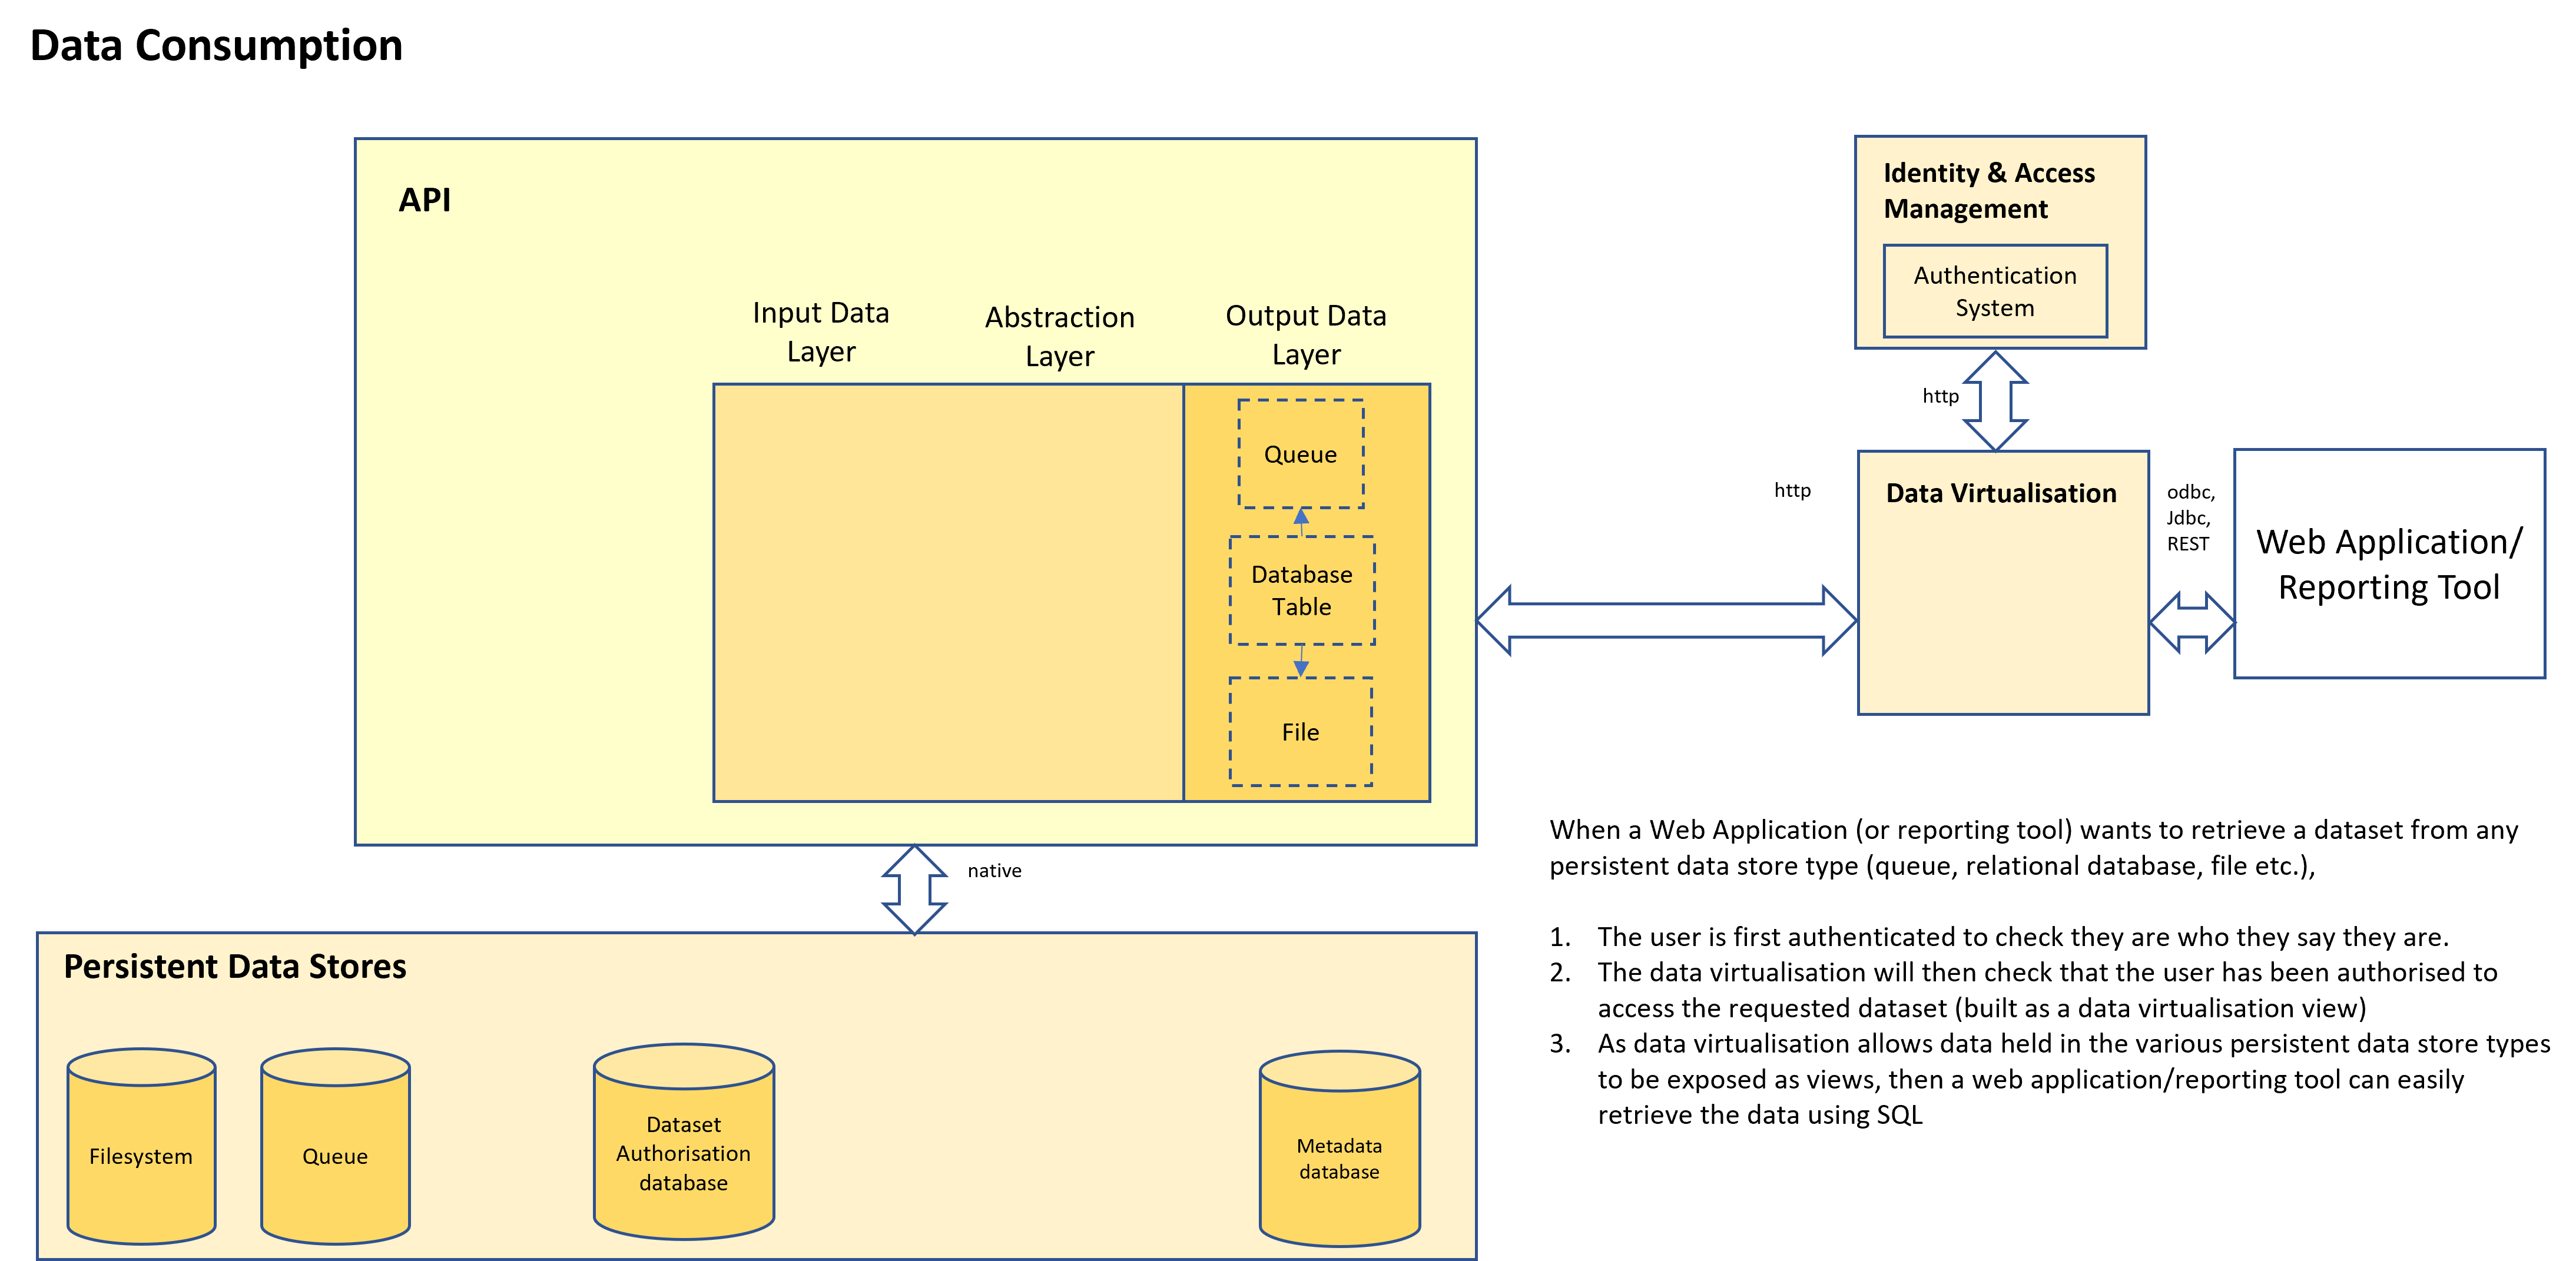 Data Consumption
API
Input Data
Layer
Abstraction
Layer
Output Data
Layer
Queue
Database
Table
File
Identity & Access
Management
Authentication
System
http
http
Data Virtualisation
odbc,
Jdbc,
REST
Web Application/
Reporting Tool
native
Persistent Data Stores
Filesystem
Queue
Dataset
Authorisation
database
Metadada
database
When a Web Application (or reporting tool) wants to retrieve a dataset from any
persistent data store type (queue, relational database, file etc.),
1. The user is first authenticated to check they are who they say they are.
2. The data virtualisation will then check that the user has been authorised to
access the requested dataset (built as a data virtualisation view)
3. As data virtualisation allows data held in the various persistent data store types
to be exposed as views, then a web application/reporting tool can easily
retrieve the data using SQL